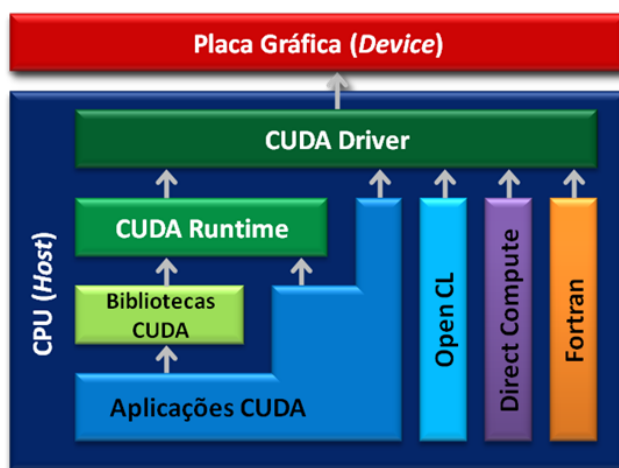 Placa Gráfica (Device)
CPU (Host)
CUDA Driver
CUDA Runtime
Bibliotecas
CUDA
Aplicações CUDA
Open CL
Direct Compute
Fortran